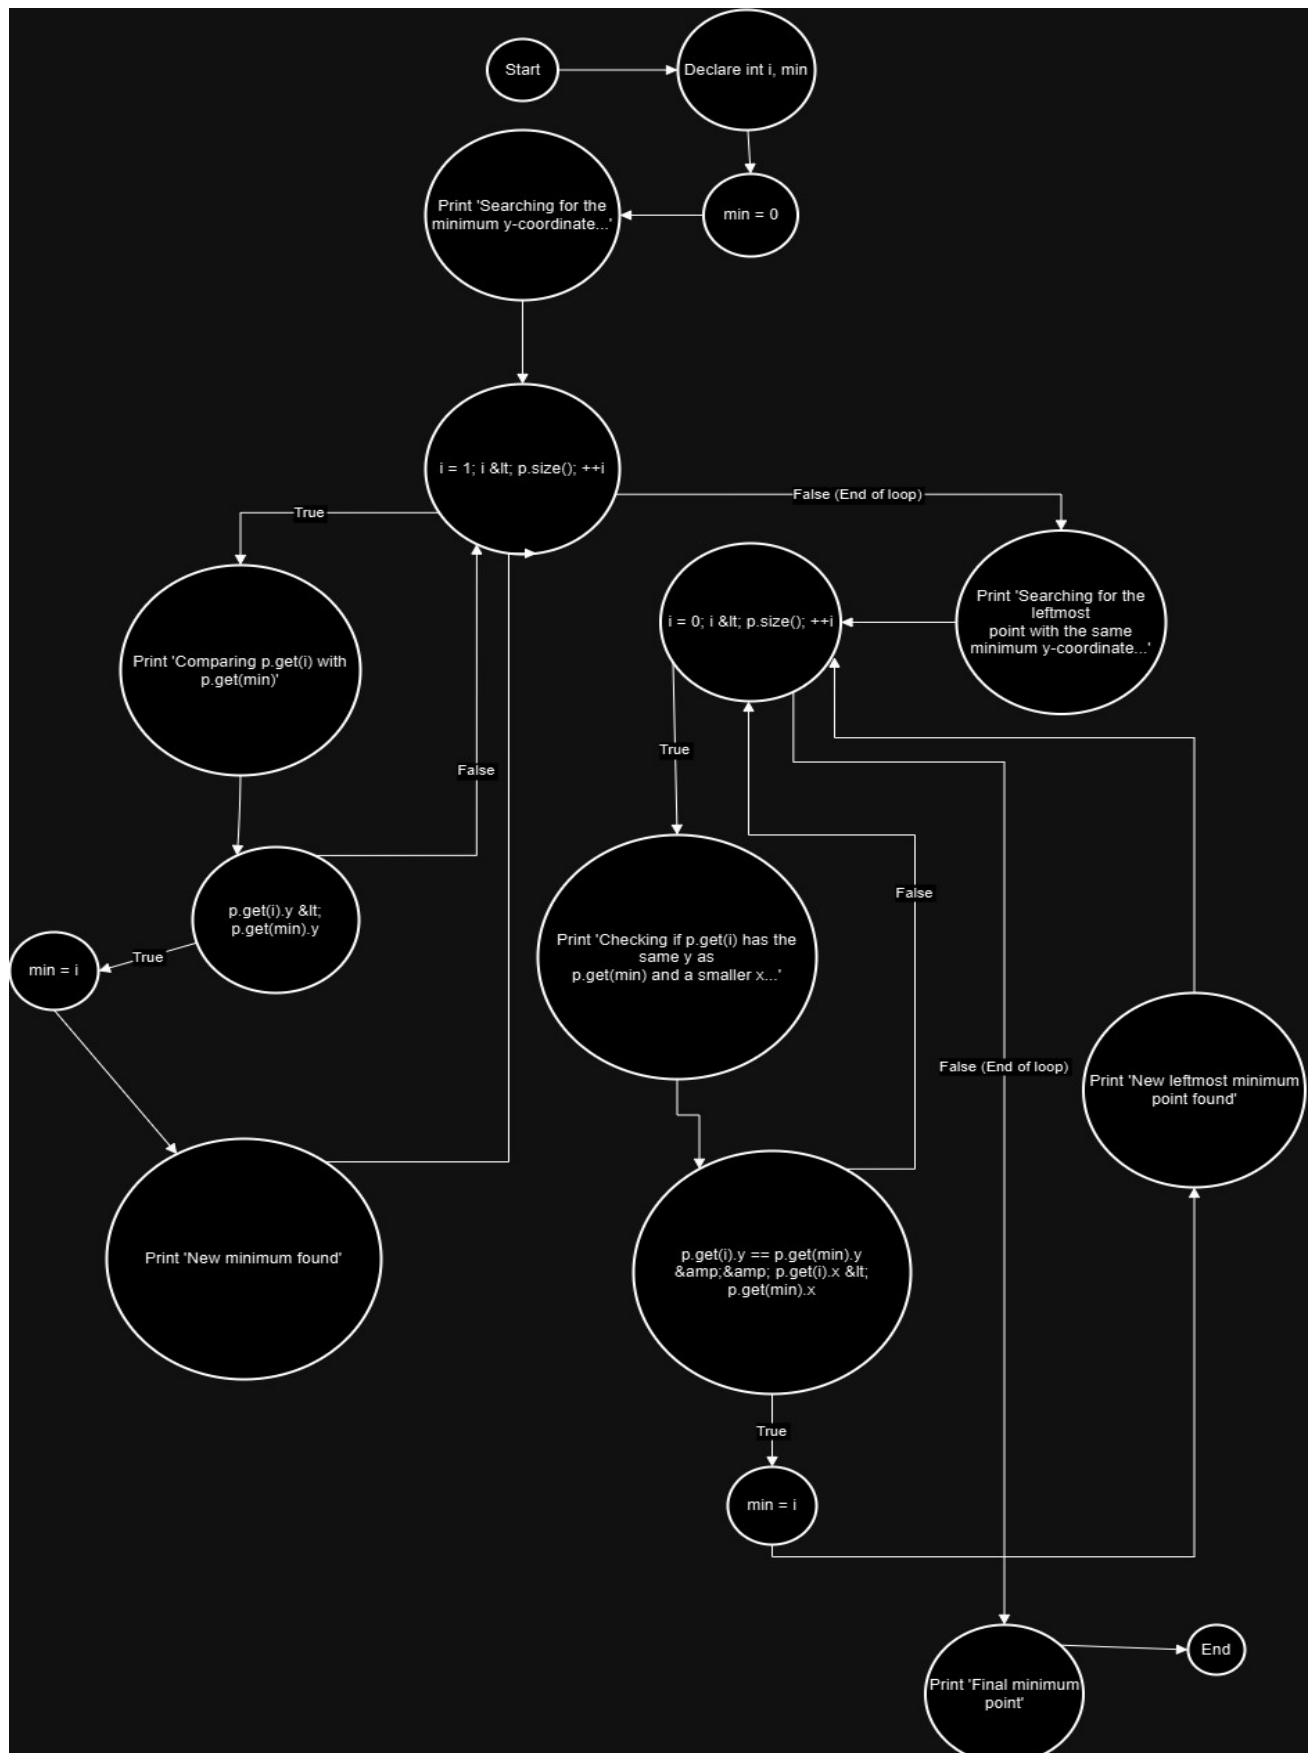 Start
Declare int i, min
min = 0
Print 'Searching for the
minimum y-coordinate...'
i = 1; i &lt; p.size(); ++i
True
False (End of loop)
Print 'Comparing p.get(i) with
p.get(min)'
p.get(i).y &lt;
p.get(min).y
False
True
min = i
Print 'New minimum found'
Print 'Searching for the
leftmost
point with the same
minimum y-coordinate...'
i = 0; i &lt; p.size(); ++i
True
Print 'Checking if p.get(i) has the
same y as
p.get(min) and a smaller x...'
False
False (End of loop)
p.get(i).y == p.get(min).y
&amp;&amp; p.get(i).x &lt;
p.get(min).x
True
min = i
Print 'New leftmost minimum
point found'
Print 'Final minimum
point'
End